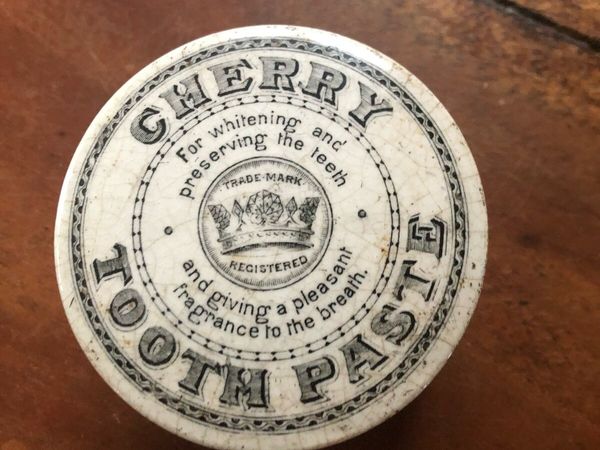 CHERRY
For whitening and
preserving the teeth
TRADE-MARK
REGISTERED
and giving a pleasant
fragrance to the breath.
TOOTH PASTE